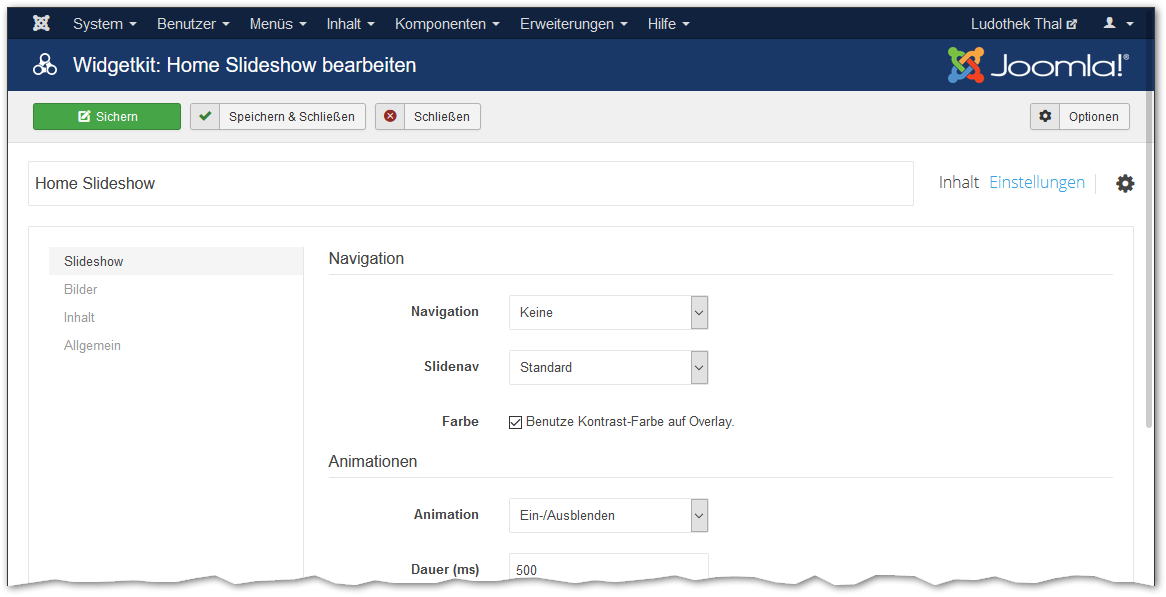 System Benutzer Menüs Inhalt Komponenten Erweiterungen Hilfe Ludothek Thal
Widgetkit: Home Slideshow bearbeiten Joomla!®
Sichern Speichern & Schließen Schließen Optionen
Home Slideshow Inhalt Einstellungen
Slideshow
Bilder
Inhalt
Allgemein
Navigation
Navigation Keine
Slidenav Standard
Farbe Benutze Kontrast-Farbe auf Overlay.
Animationen
Animation Ein-/Ausblenden
Dauer (ms) 500